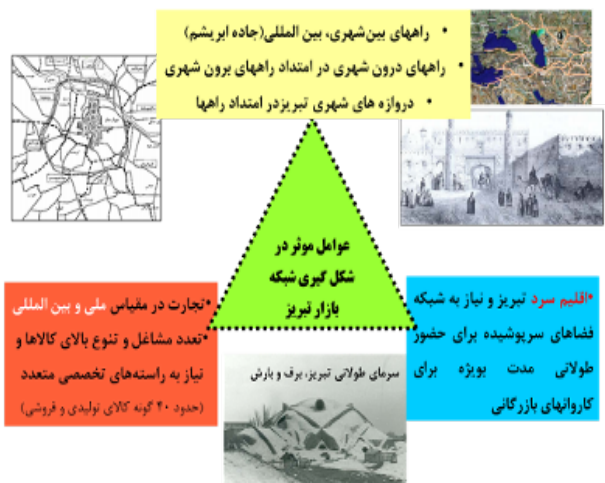 • راههای بین‌شهری، بین المللی(جاده ابریشم)
• راههای درون شهری در امتداد راههای برون شهری
• دروازه های شهری تبریزدر امتداد راهها
عوامل موثر در
شکل گیری شبکه
بازار تبریز
•اقلیم سرد تبریز و نیاز به شبکه
فضاهای سرپوشیده برای حضور
طولانی مدت بویژه برای
کاروانهای بازرگانی
•تجارت در مقیاس ملی و بین المللی
•تعدد مشاغل و تنوع بالای کالاها و
نیاز به راسته‌های تخصصی متعدد
(حدود ۴۰ گونه کالای تولیدی و فروشی)
سرمای طولانی تبریز، برف و بارش